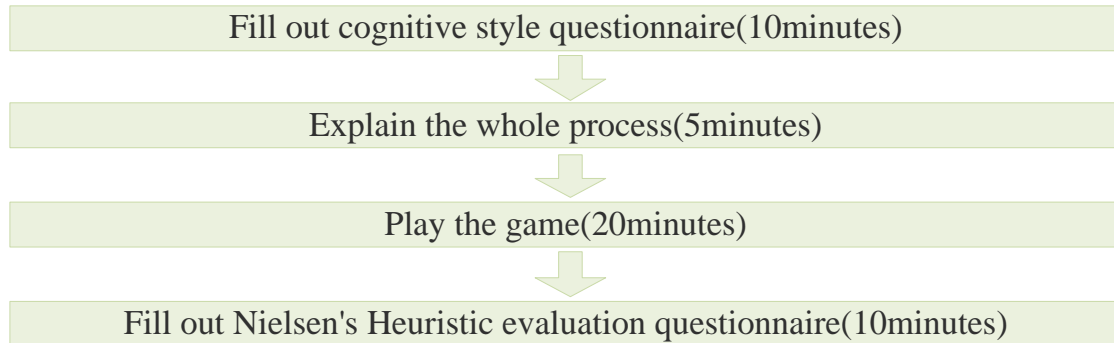 Fill out cognitive style questionnaire(10minutes)
Explain the whole process(5minutes)
Play the game(20minutes)
Fill out Nielsen's Heuristic evaluation questionnaire(10minutes)